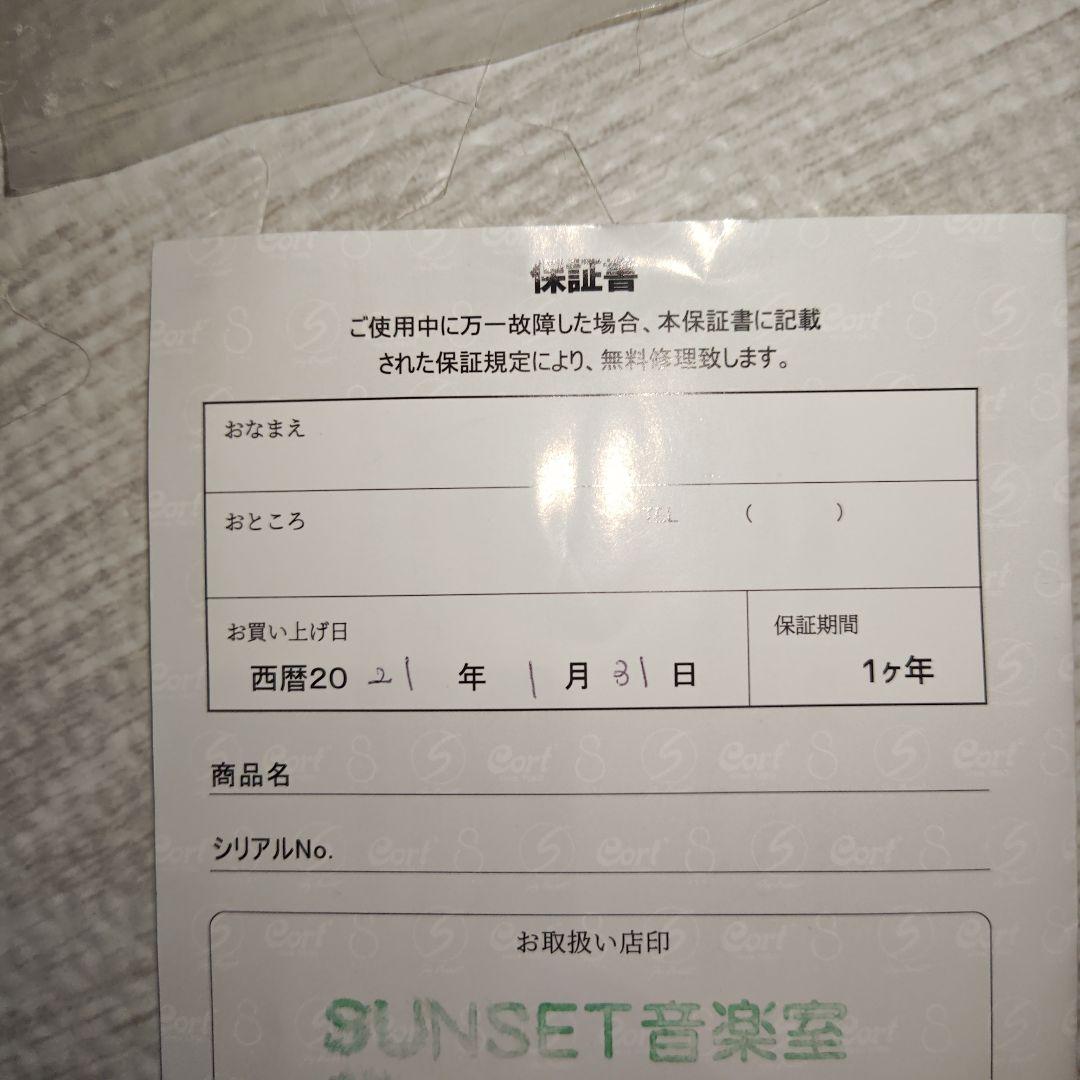 保証書
ご使用中に万一故障した場合、本保証書に記載
された保証規定により、無料修理致します。
おなまえ
おところ
TEL ( )
お買い上げ日
西暦20 21 年 1 月 31 日
保証期間
1ヶ年
商品名
シリアルNo.
お取扱い店印
SUNSET音楽室